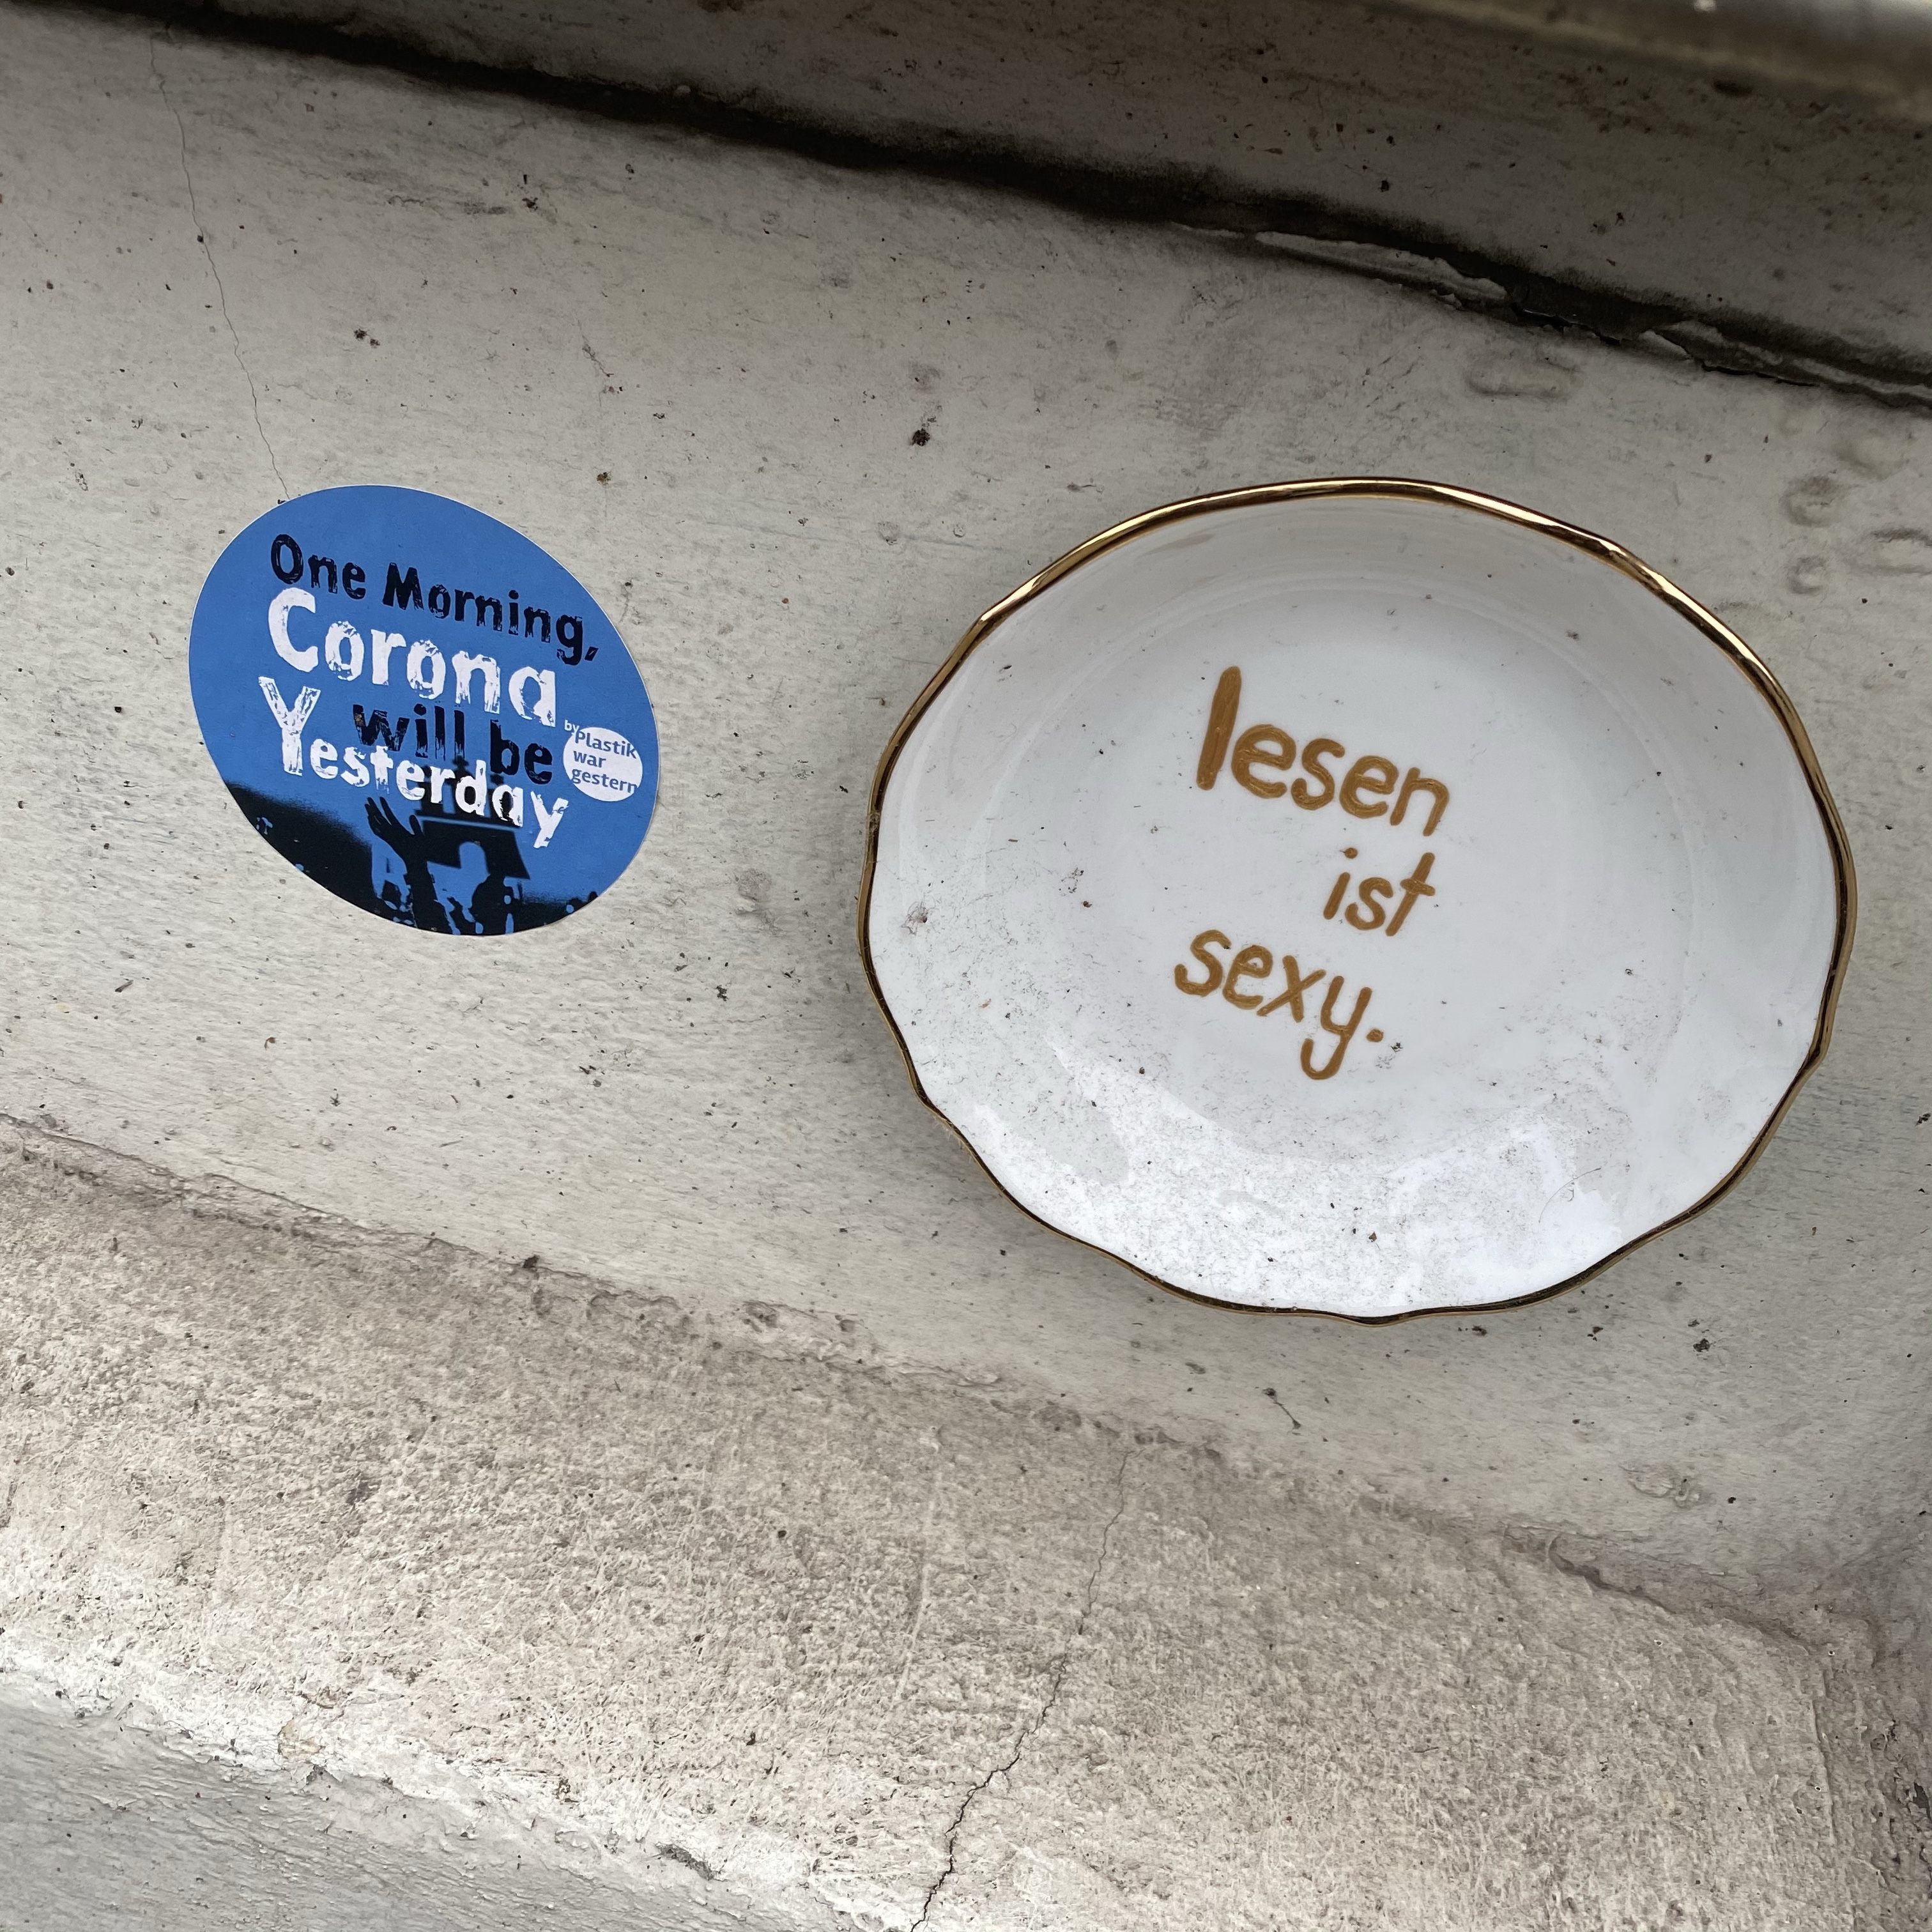 One Morning,
Corona
will be
Yesterday
by
Plastik
war
gestern
lesen
ist
sexy.